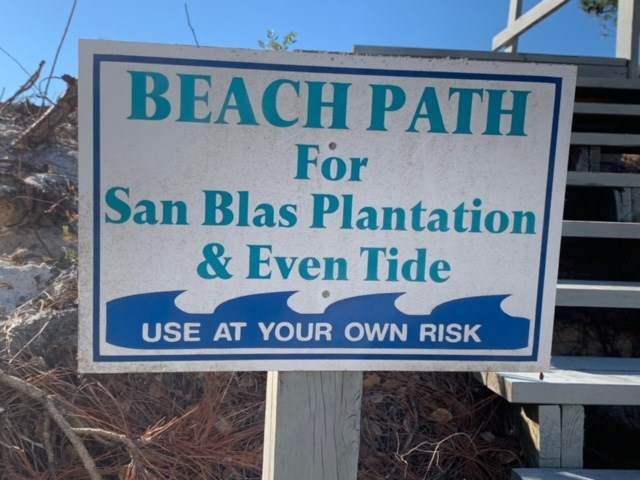 BEACH PATH
For
San Blas Plantation
& Even Tide
USE AT YOUR OWN RISK